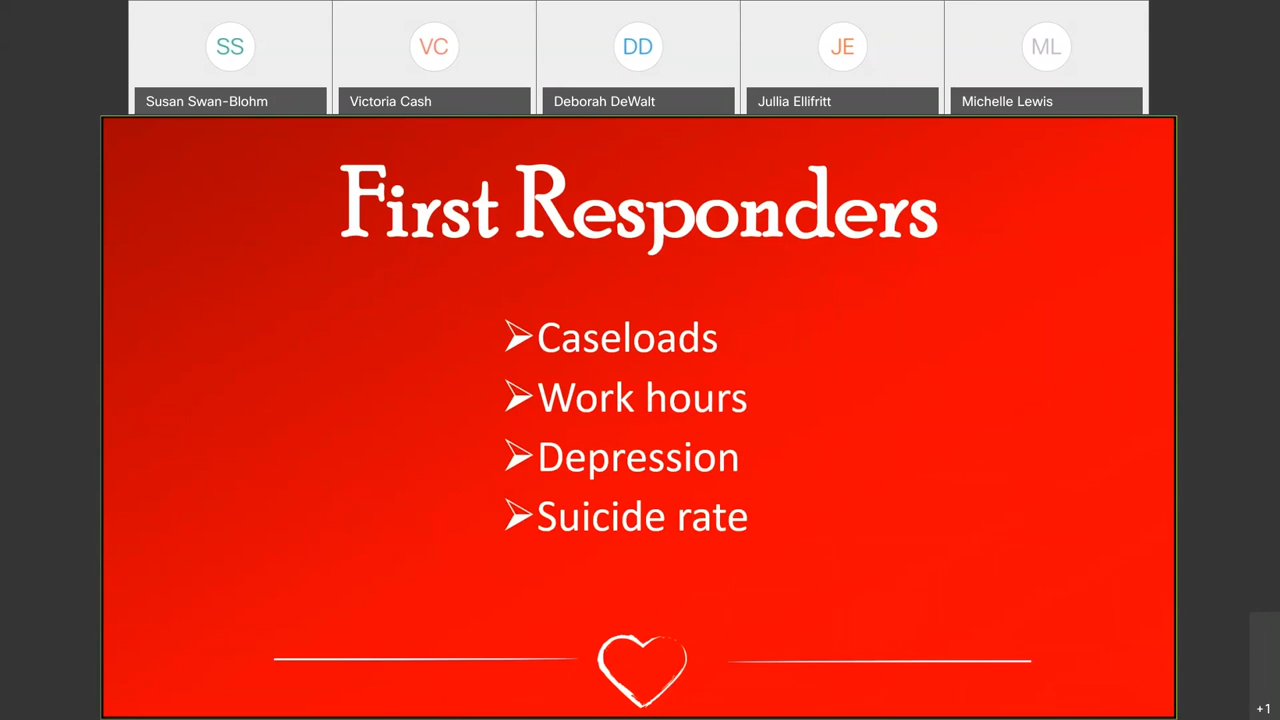 SS VC DD JE ML
Susan Swan-Blohm Victoria Cash Deborah DeWalt Jullia Ellifritt Michelle Lewis
First Responders
Caseloads
Work hours
Depression
Suicide rate
+1